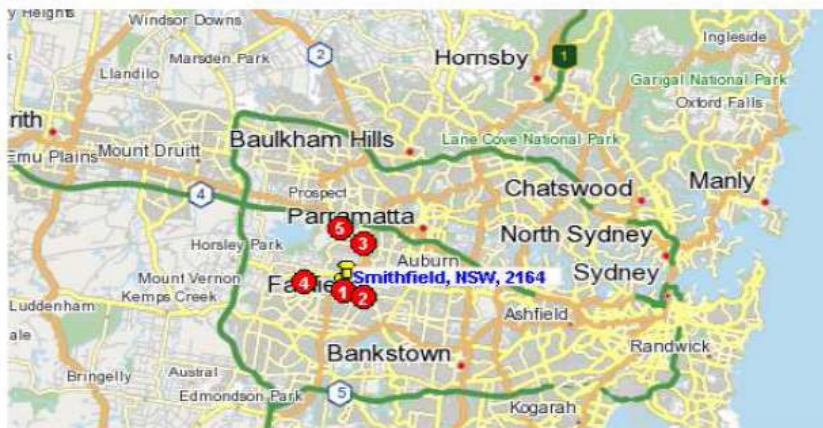 Heights
Windsor Downs
Ingleside
Marsden Park
2
Hornsby
1
Llandilo
Garigal National Park
Oxford Falls
rith
Baulkham Hills
Lane Cove National Park
Emu Plains
Mount Druitt
Chatswood
Manly
4
Prospect
Parramatta
5
3
North Sydney
Horsley Park
Auburn
Mount Vernon
4
Smithfield, NSW, 2164
Sydney
Kemps Creek
1
2
Luddenham
Ashfield
ale
Bankstown
Randwick
Bringelly
Austral
Edmondson Park
5
Kogarah